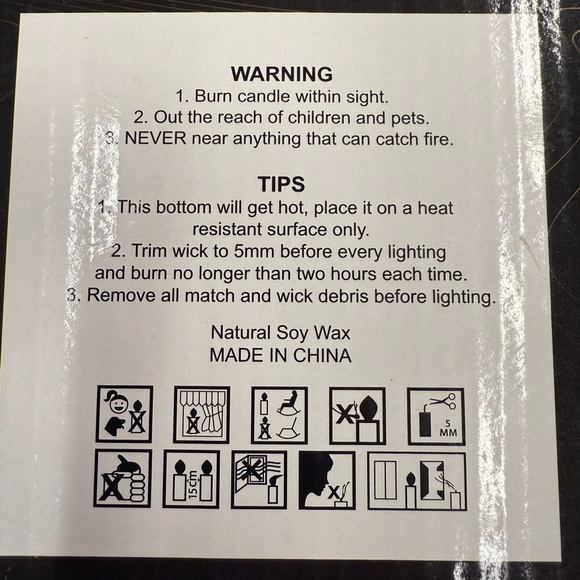 WARNING
1. Burn candle within sight.
2. Out the reach of children and pets.
3. NEVER near anything that can catch fire.
TIPS
1. This bottom will get hot, place it on a heat
resistant surface only.
2. Trim wick to 5mm before every lighting
and burn no longer than two hours each time.
3. Remove all match and wick debris before lighting.
Natural Soy Wax
MADE IN CHINA
5
MM
15cm